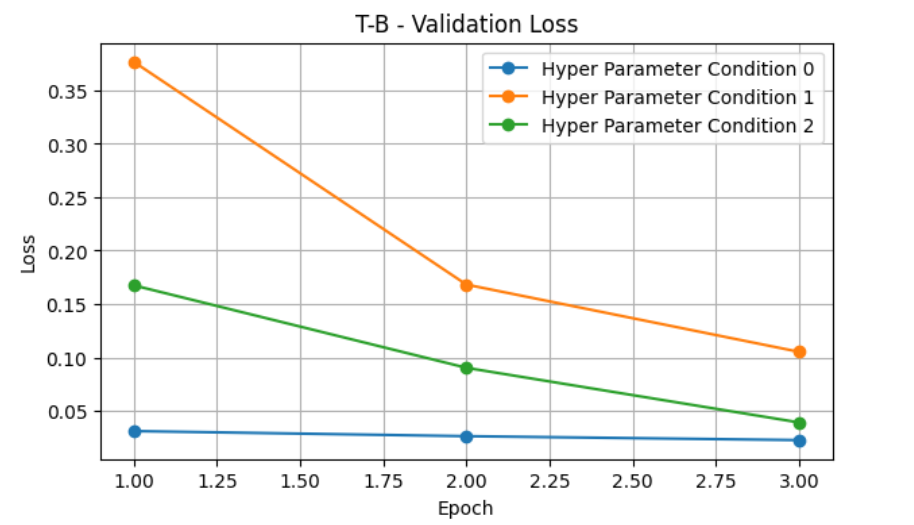 T-B - Validation Loss
Hyper Parameter Condition 0
Hyper Parameter Condition 1
Hyper Parameter Condition 2
0.35
0.30
0.25
0.20
0.15
0.10
0.05
Loss
1.00 1.25 1.50 1.75 2.00 2.25 2.50 2.75 3.00
Epoch